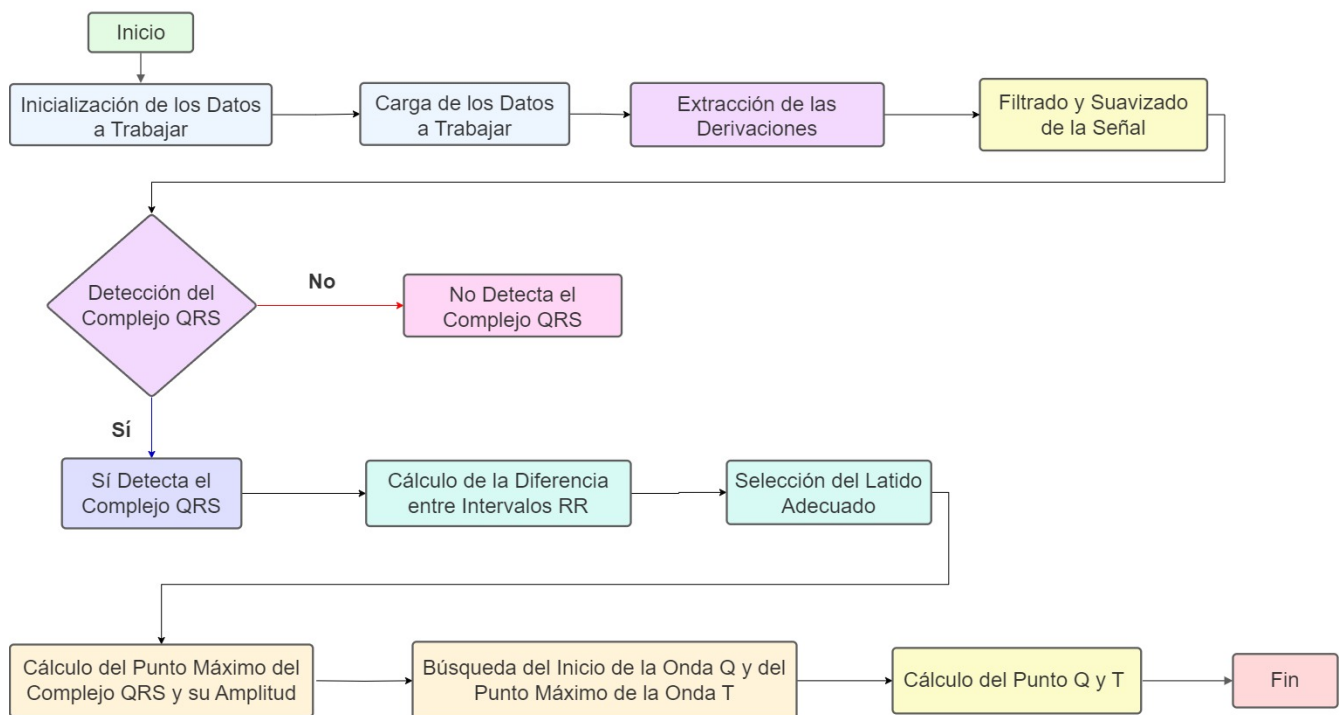 Inicio
Inicialización de los Datos
a Trabajar
Carga de los Datos
a Trabajar
Extracción de las
Derivaciones
Filtrado y Suavizado
de la Señal
Detección del
Complejo QRS
No
No Detecta el
Complejo QRS
Sí
Sí Detecta el
Complejo QRS
Cálculo de la Diferencia
entre Intervalos RR
Selección del Latido
Adecuado
Cálculo del Punto Máximo del
Complejo QRS y su Amplitud
Búsqueda del Inicio de la Onda Q y del
Punto Máximo de la Onda T
Cálculo del Punto Q y T
Fin